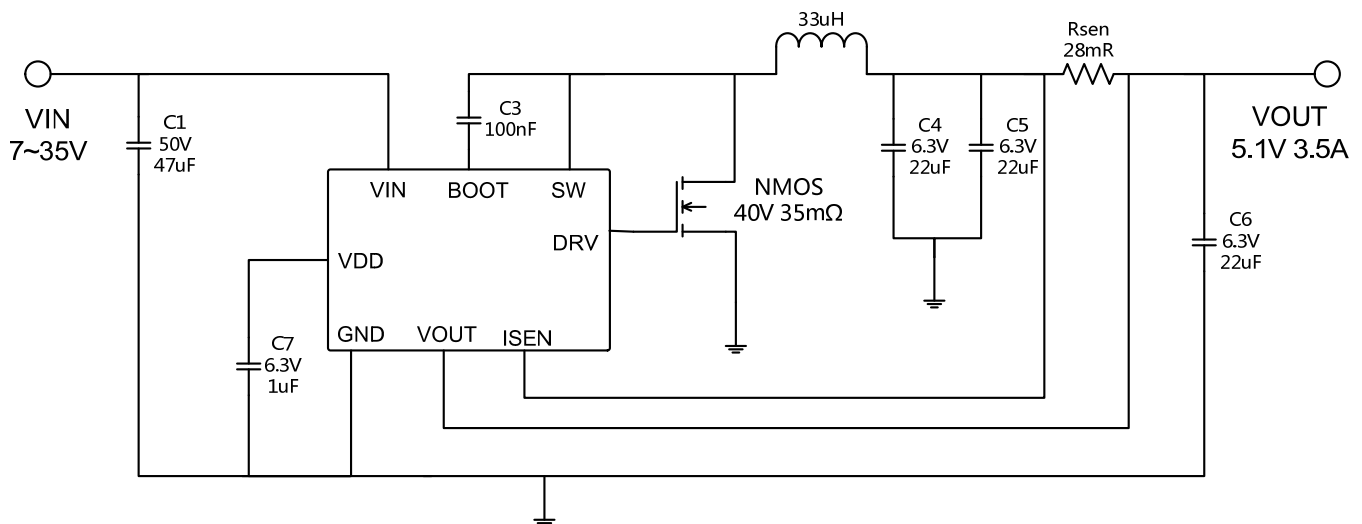 33uH
Rsen
28mR
VIN
7~35V
C1
50V
47uF
C3
100nF
C4
6.3V
22uF
C5
6.3V
22uF
VOUT
5.1V 3.5A
VIN
BOOT
SW
NMOS
40V 35mΩ
DRV
VDD
C6
6.3V
22uF
GND
VOUT
ISEN
C7
6.3V
1uF